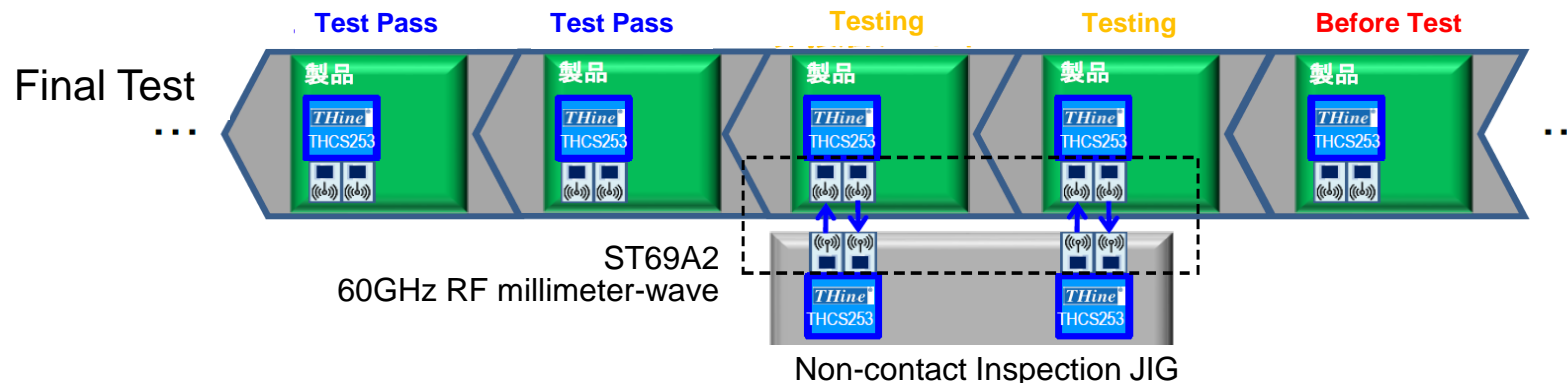 Test Pass
Test Pass
Testing
Testing
Before Test
Final Test
...
製品
製品
製品
製品
製品
THine
THCS253
THine
THCS253
THine
THCS253
THine
THCS253
THine
THCS253
ST69A2
60GHz RF millimeter-wave
THine
THCS253
THine
THCS253
Non-contact Inspection JIG